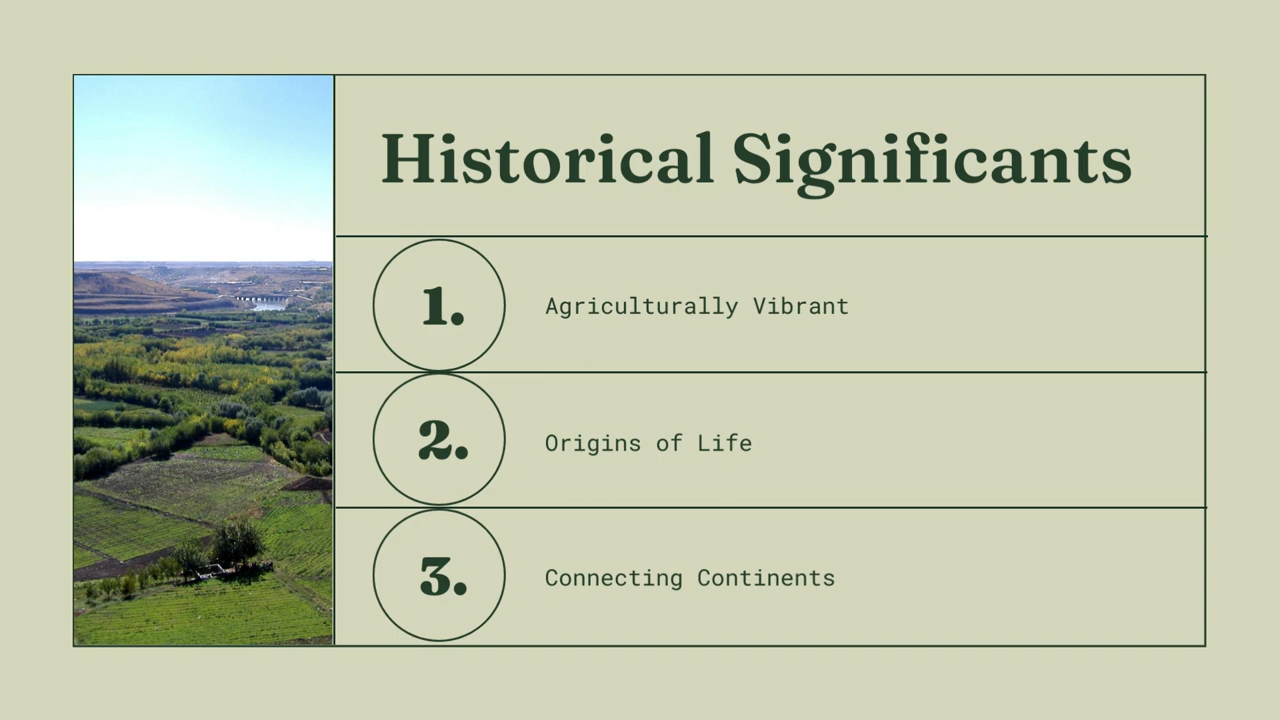 Historical Significants
1.
Agriculturally Vibrant
2.
Origins of Life
3.
Connecting Continents